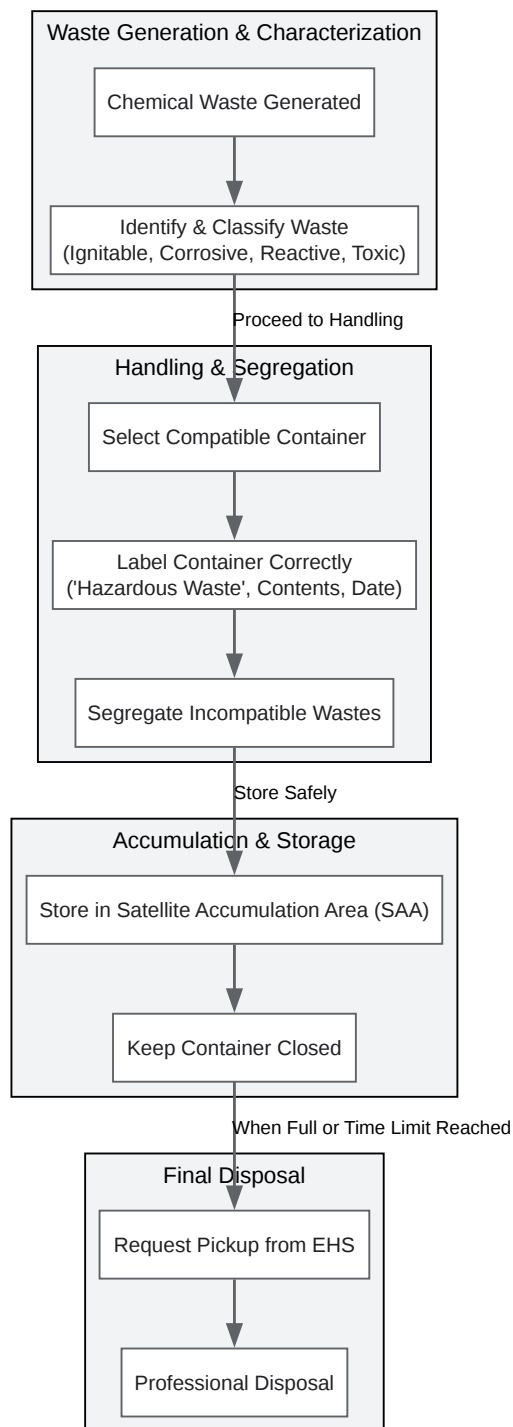 Waste Generation & Characterization
Chemical Waste Generated
Identify & Classify Waste
(Ignitable, Corrosive, Reactive, Toxic)
Proceed to Handling
Handling & Segregation
Select Compatible Container
Label Container Correctly
('Hazardous Waste', Contents, Date)
Segregate Incompatible Wastes
Store Safely
Accumulation & Storage
Store in Satellite Accumulation Area (SAA)
Keep Container Closed
When Full or Time Limit Reached
Final Disposal
Request Pickup from EHS
Professional Disposal